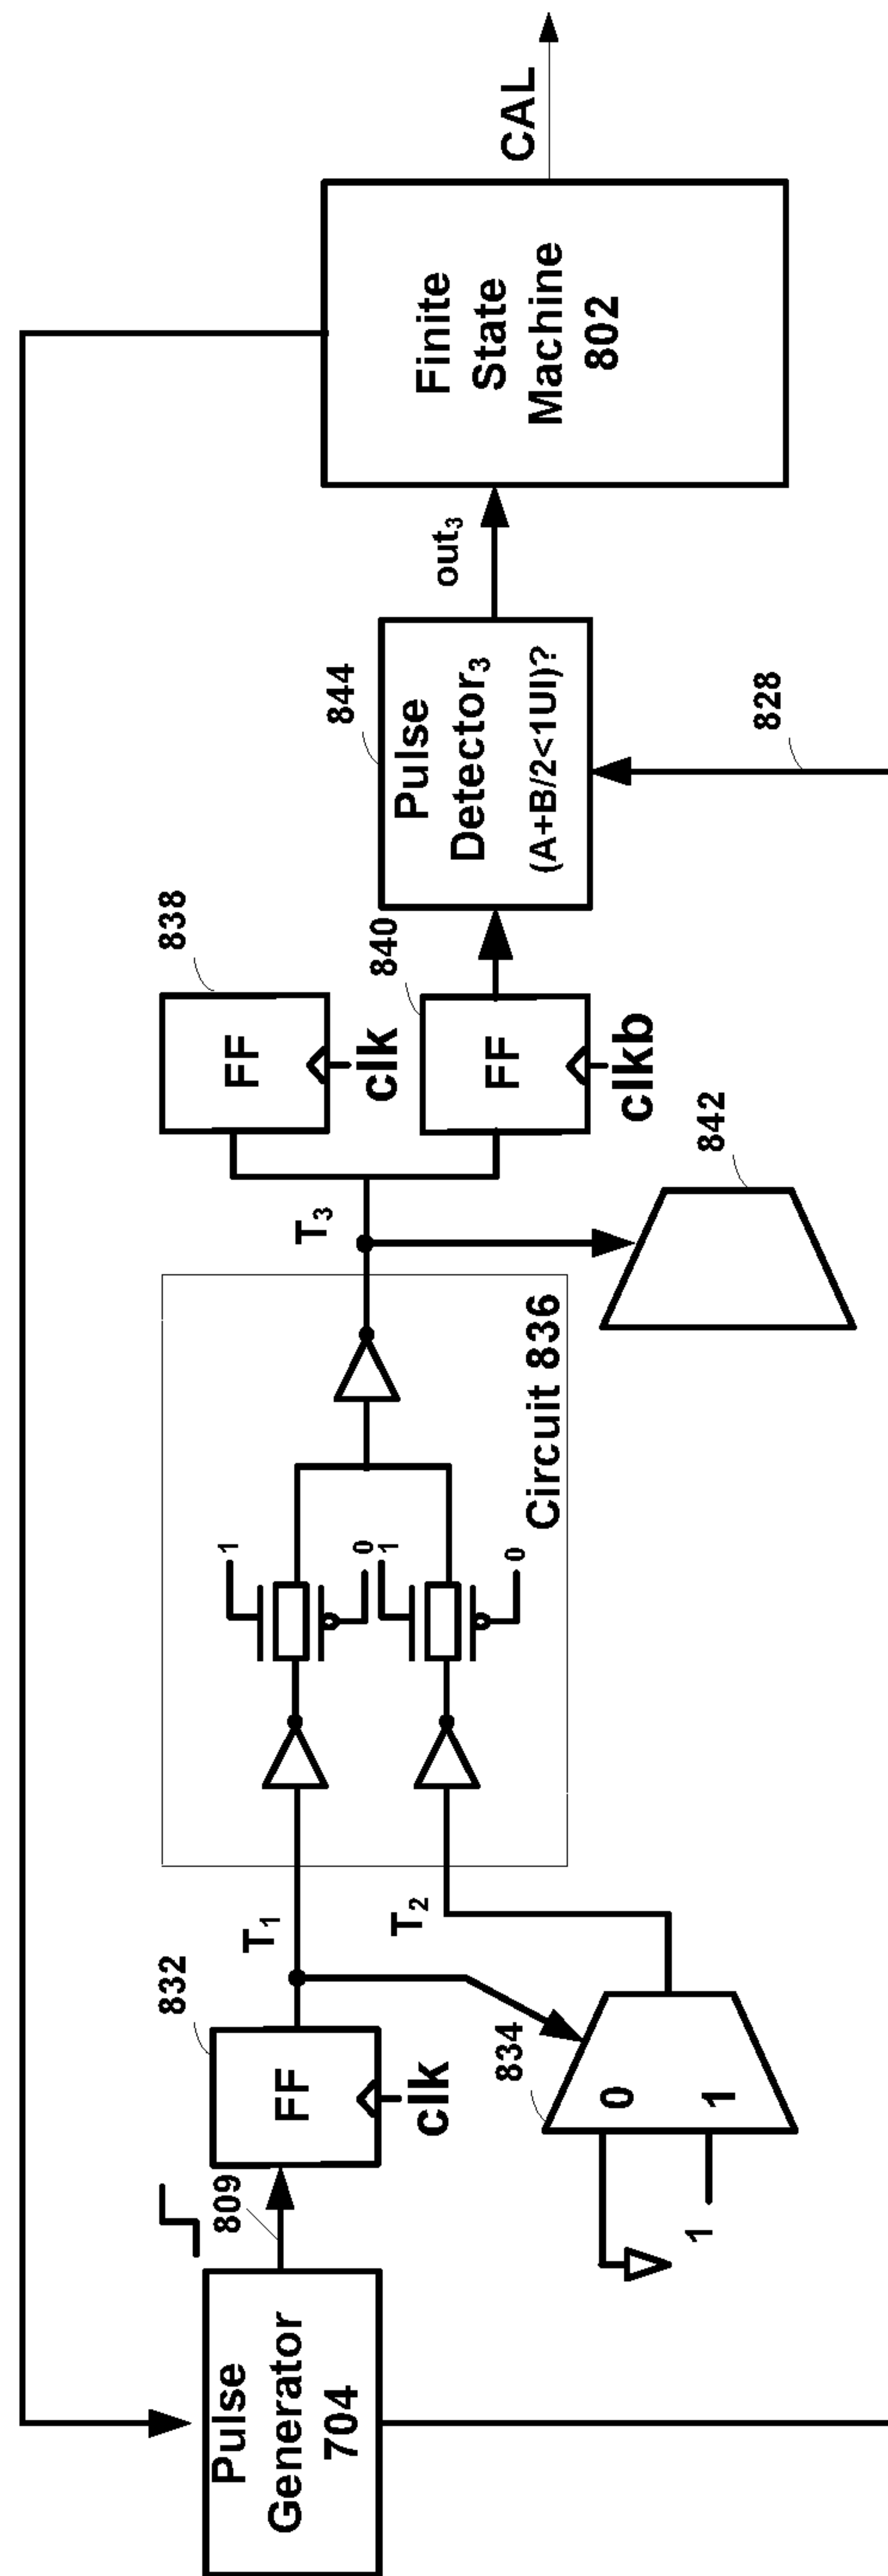 Pulse
Generator
704
809
832
FF
clk
T1
T2
834
0
1
1
1
0
1
0
Circuit 836
T3
838
FF
clk
840
FF
clkb
842
844
Pulse
Detector3
(A+B/2<1UI)?
828
out3
Finite
State
Machine
802
CAL